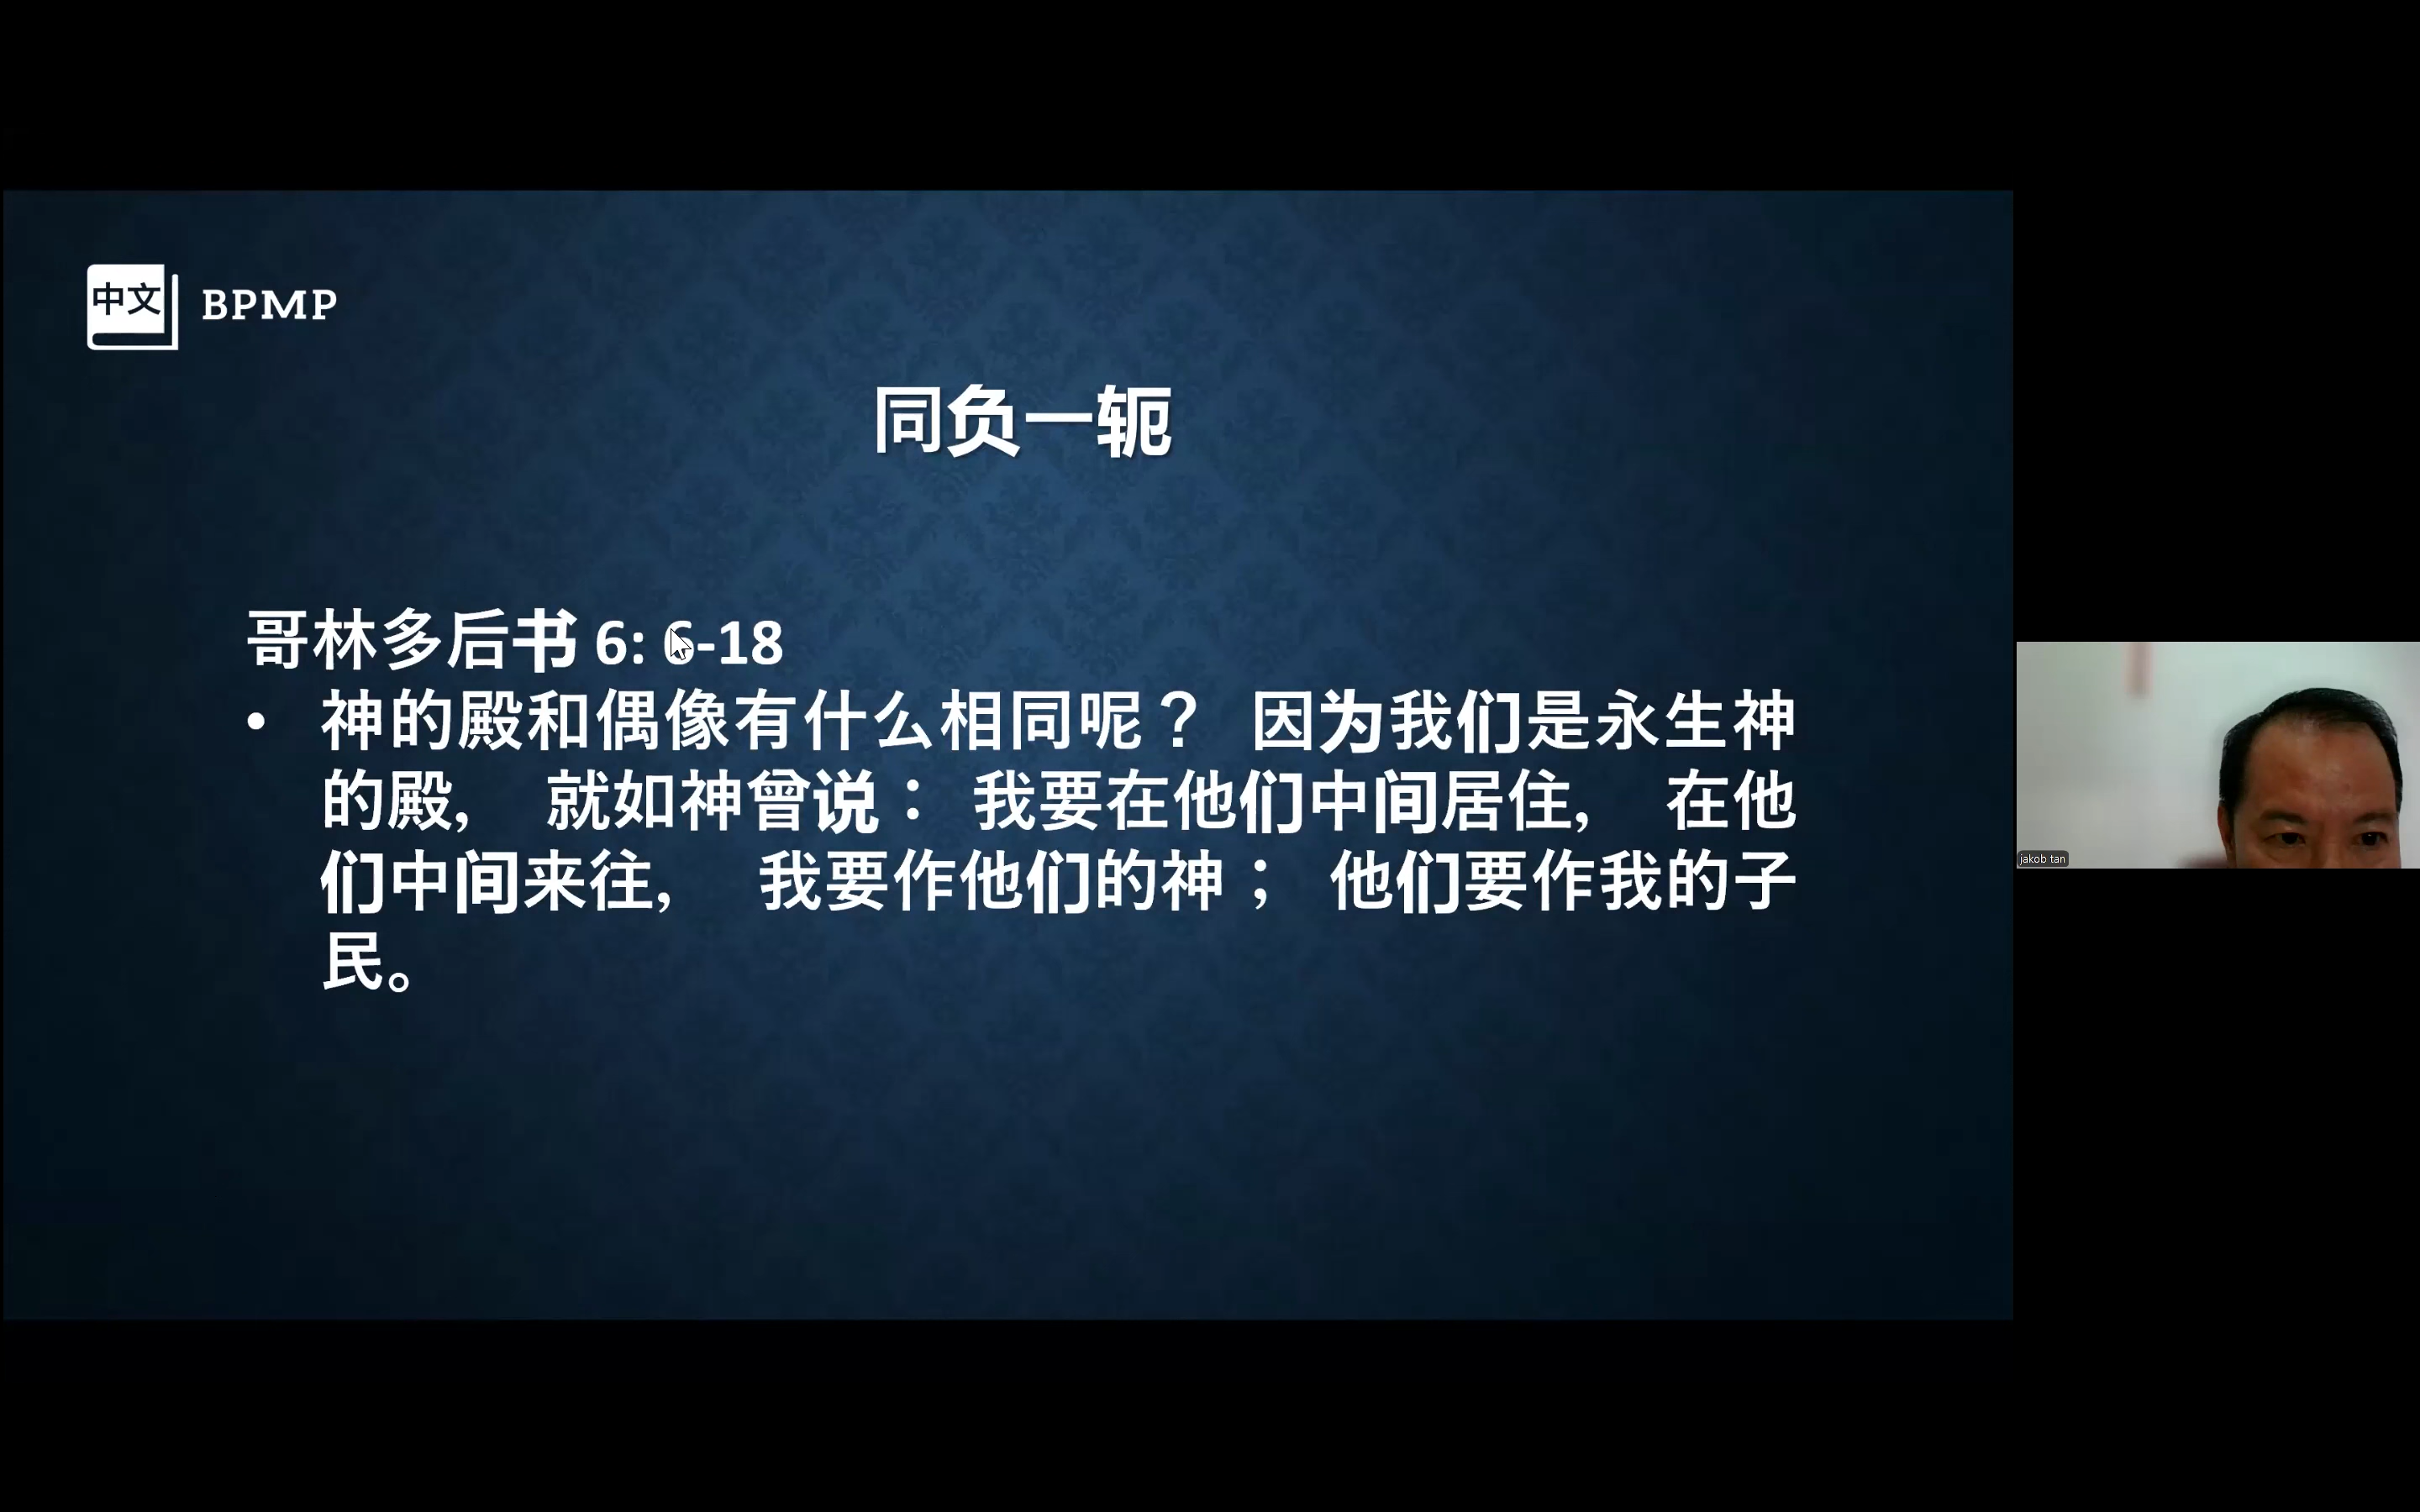 中文 BPMP
同负一轭
哥林多后书 6: 6-18
• 神的殿和偶像有什么相同呢？ 因为我们是永生神
的殿, 就如神曾说： 我要在他们中间居住, 在他
们中间来往, 我要作他们的神； 他们要作我的子
民。
jakob tan